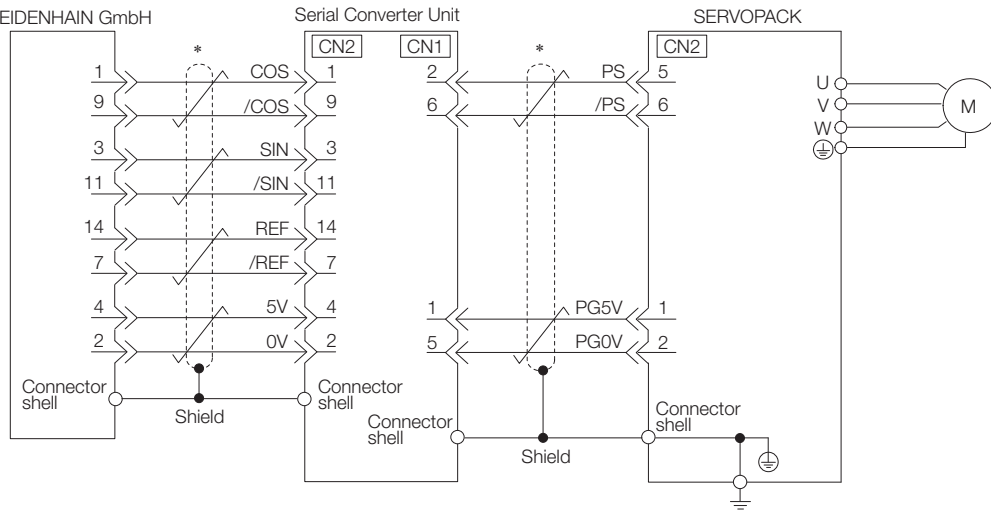 EIDENHAIN GmbH
Serial Converter Unit
SERVOPACK
*
CN2
CN1
*
CN2
1 COS 1
2 PS 5
9 /COS 9
6 /PS 6
3 SIN 3
11 /SIN 11
14 REF 14
7 /REF 7
4 5V 4
1 PG5V 1
2 0V 2
5 PG0V 2
U
V
W
M
Connector
shell
Shield
Connector
shell
Connector
shell
Shield
Connector
shell